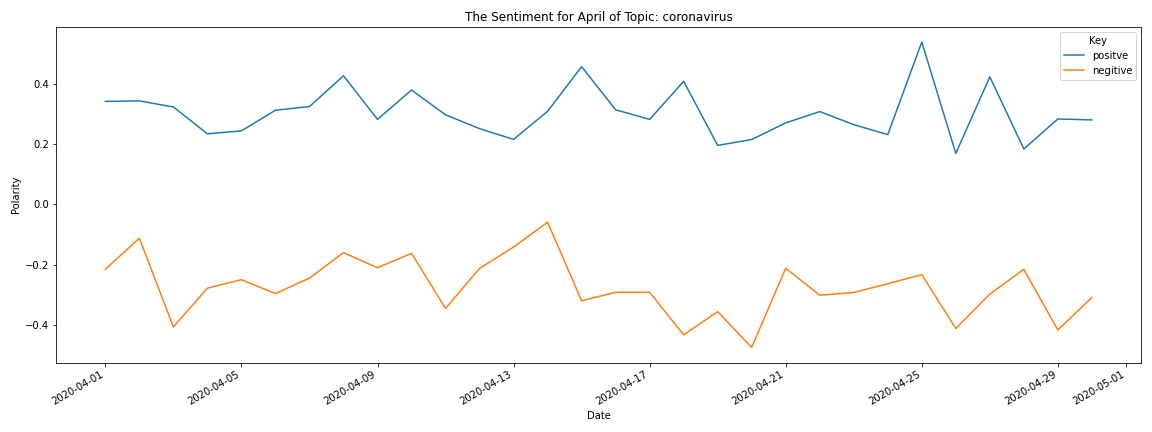 The Sentiment for April of Topic: coronavirus
Key
positve
negitive
Polarity
0.4
0.2
0.0
−0.2
−0.4
2020-04-01
2020-04-05
2020-04-09
2020-04-13
2020-04-17
2020-04-21
2020-04-25
2020-04-29
2020-05-01
Date